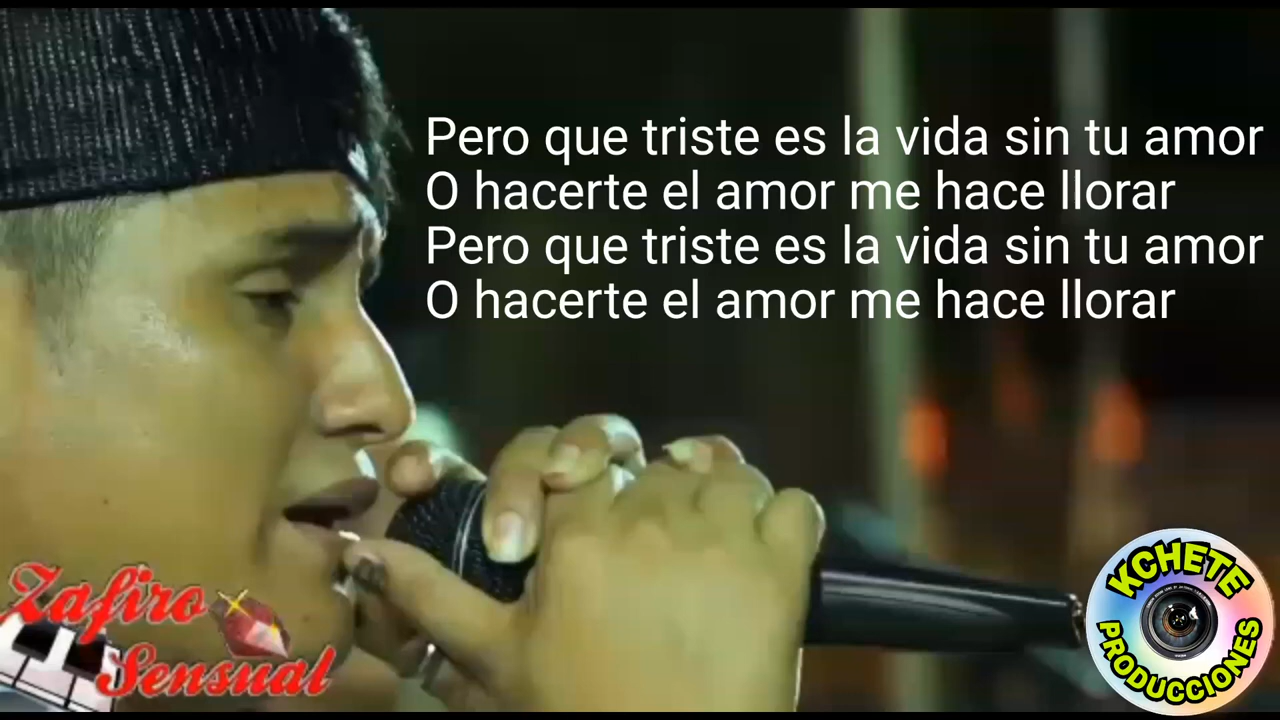 Pero que triste es la vida sin tu amor
O hacerte el amor me hace llorar
Pero que triste es la vida sin tu amor
O hacerte el amor me hace llorar
Zafiro
Sensual
KCHETE
PRODUCCIONES